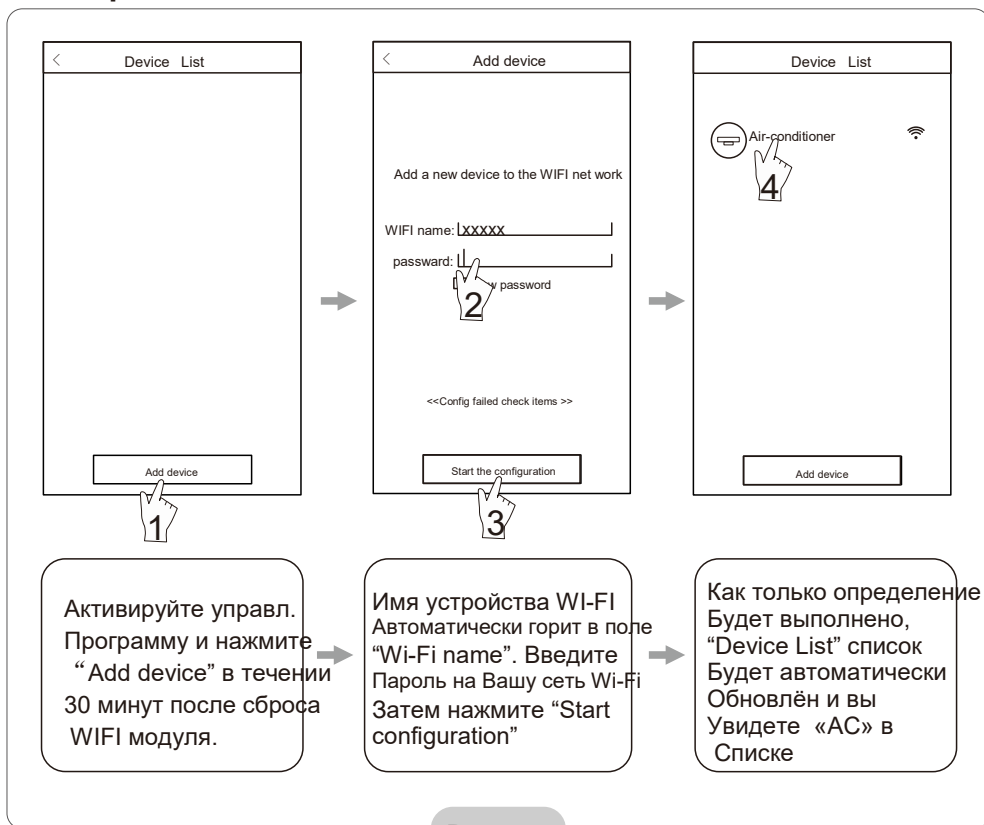 Device List
Add device
1
Add device
Add a new device to the WIFI net work
WIFI name: xxxxx
passward:
password
2
<<Config failed check items >>
Start the configuration
3
Device List
Air-conditioner
4
Add device
Активируйте управл.
Программу и нажмите
“Add device” в течении
30 минут после сброса
WIFI модуля.
Имя устройства WI-FI
Автоматически горит в поле
“Wi-Fi name”. Введите
Пароль на Вашу сеть Wi-Fi
Затем нажмите “Start
configuration”
Как только определение
Будет выполнено,
“Device List” список
Будет автоматически
Обновлён и вы
Увидете «АС» в
Списке